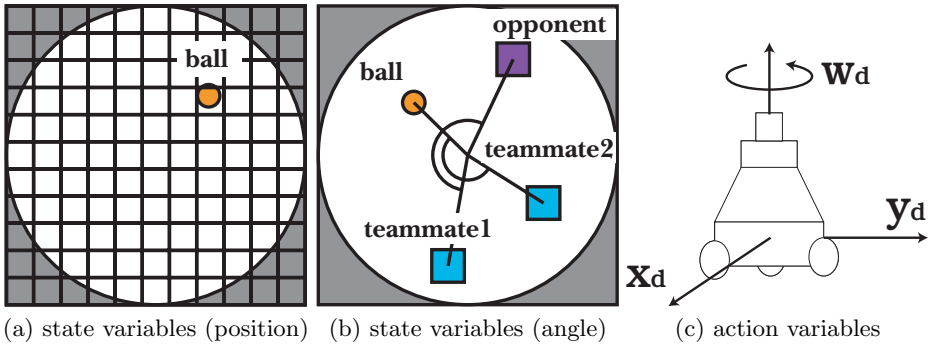 ball
(a) state variables (position)
opponent
ball
teammate2
teammate1
(b) state variables (angle)
wd
yd
xd
(c) action variables